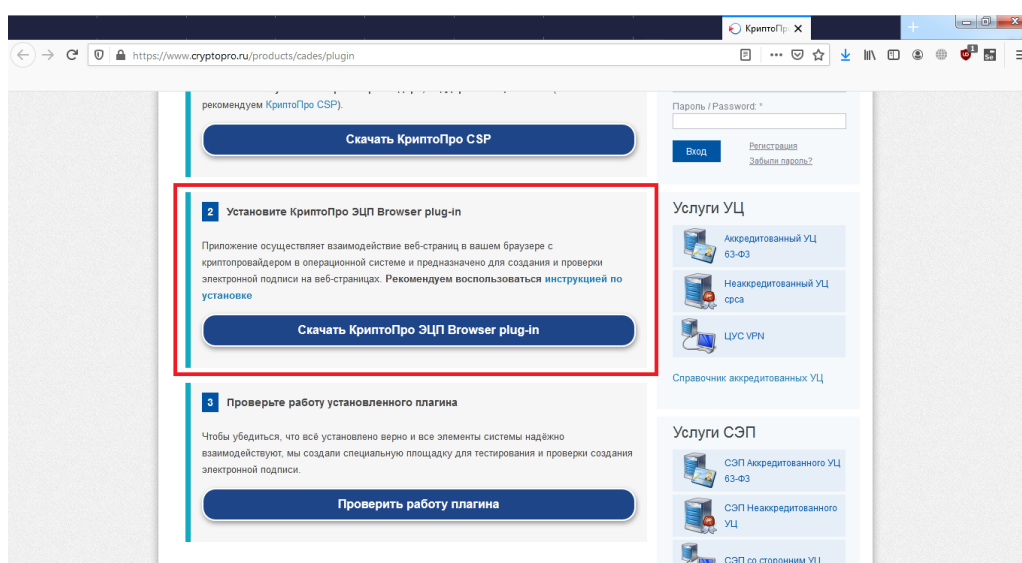 КриптоПр
https://www.cryptopro.ru/products/cades/plugin
рекомендуем КриптоПро CSP).
Скачать КриптоПро CSP
2 Установите КриптоПро ЭЦП Browser plug-in
Приложение осуществляет взаимодействие веб-страниц в вашем браузере с
криптопровайдером в операционной системе и предназначено для создания и проверки
электронной подписи на веб-страницах. Рекомендуем воспользоваться инструкцией по
установке
Скачать КриптоПро ЭЦП Browser plug-in
3 Проверьте работу установленного плагина
Чтобы убедиться, что всё установлено верно и все элементы системы надёжно
взаимодействуют, мы создали специальную площадку для тестирования и проверки создания
электронной подписи.
Проверить работу плагина
Пароль / Password: *
Вход
Регистрация
Забыли пароль?
Услуги УЦ
Аккредитованный УЦ
63-ФЗ
Неаккредитованный УЦ
cpca
ЦУС VPN
Справочник аккредитованных УЦ
Услуги СЭП
СЭП Аккредитованного УЦ
63-ФЗ
СЭП Неаккредитованного
УЦ
СЭП со сторонним УЦ